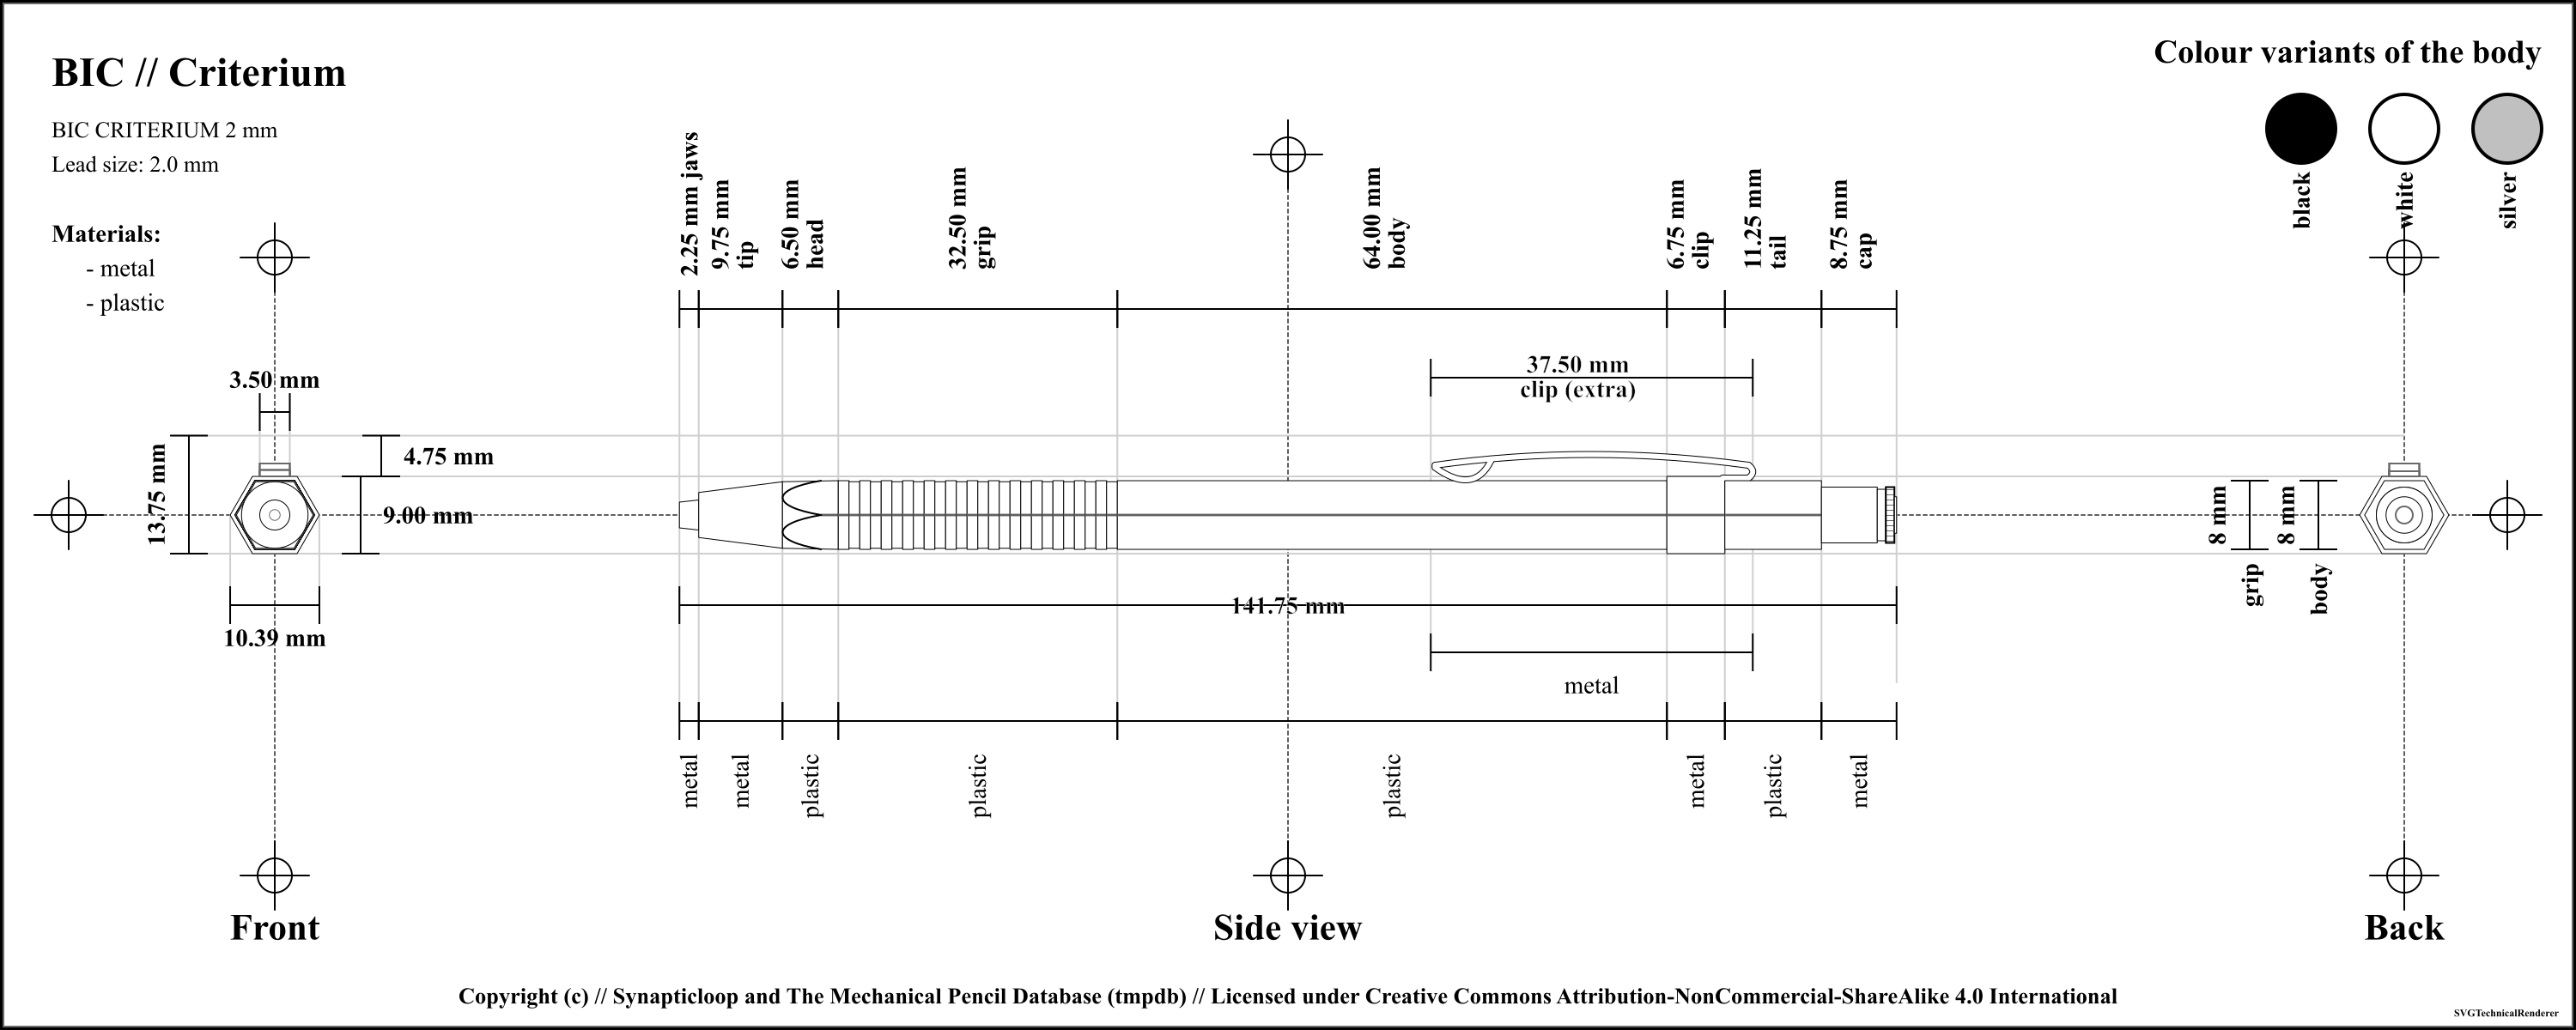 BIC // Criterium
BIC CRITERIUM 2 mm
Lead size: 2.0 mm
Materials:
- metal
- plastic
Colour variants of the body
black
white
silver
2.25 mm jaws
9.75 mm
tip
6.50 mm
head
32.50 mm
grip
64.00 mm
body
6.75 mm
clip
11.25 mm
tail
8.75 mm
cap
37.50 mm
clip (extra)
3.50 mm
13.75 mm
4.75 mm
9.00 mm
10.39 mm
141.75 mm
8 mm
grip
8 mm
body
metal
metal
metal
plastic
plastic
plastic
metal
plastic
metal
Front
Side view
Back
Copyright (c) // Synapticloop and The Mechanical Pencil Database (tmpdb) // Licensed under Creative Commons Attribution-NonCommercial-ShareAlike 4.0 International
SVGTechnicalRenderer